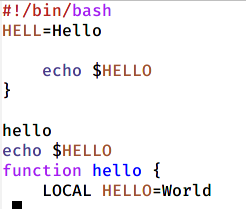 #!/bin/bash
HELL=Hello
echo $HELLO
}
hello
echo $HELLO
function hello {
LOCAL HELLO=World